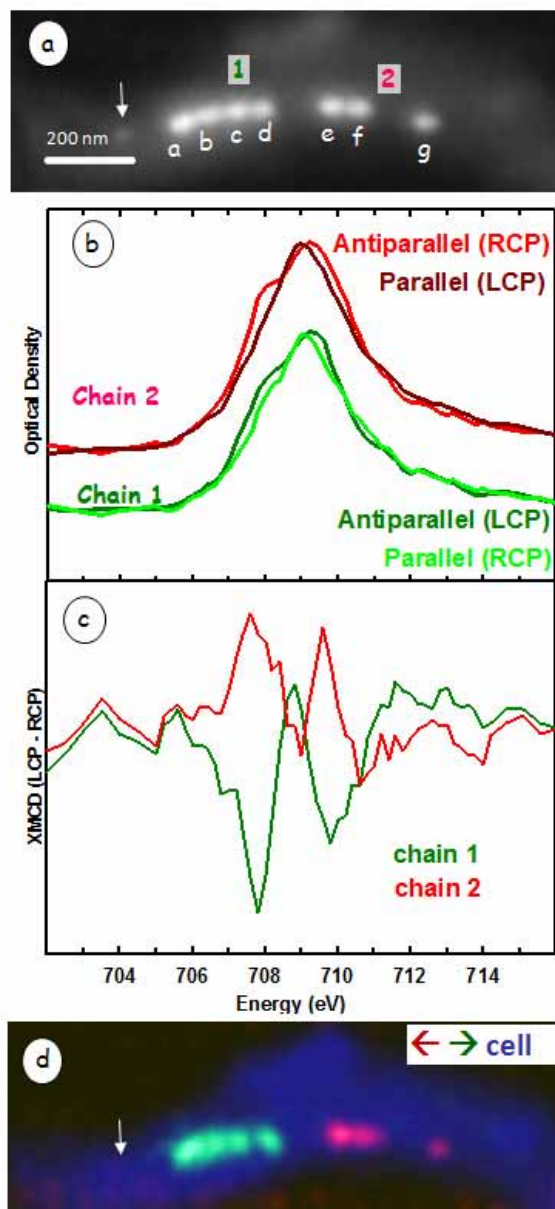 a
1
2
200 nm
a b c d e f g
b
Antiparallel (RCP)
Parallel (LCP)
Optical Density
Chain 2
Chain 1
Antiparallel (LCP)
Parallel (RCP)
c
XMCD (LCP - RCP)
chain 1
chain 2
704 706 708 710 712 714
Energy (eV)
d
← → cell